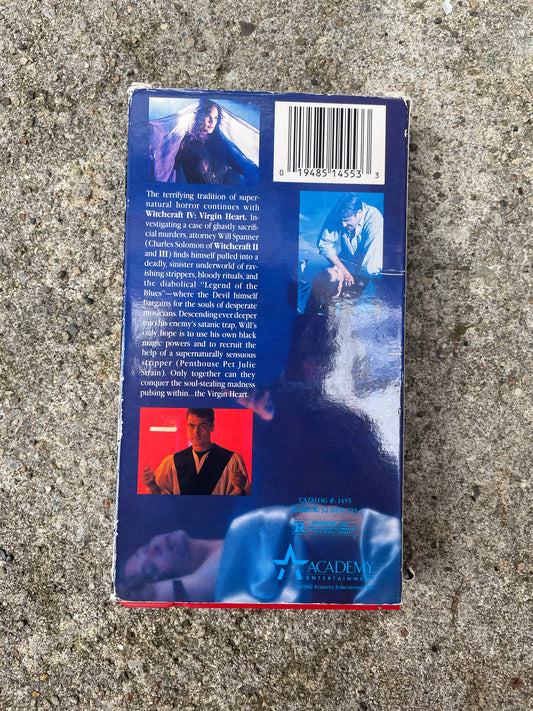 0 19485 14553 3
The terrifying tradition of super-
natural horror continues with
Witchcraft IV: Virgin Heart. In-
vestigating a case of ghastly sacrifi-
cial murders, attorney Will Spanner
(Charles Solomon of Witchcraft II
and III) finds himself pulled into a
deadly, sinister underworld of rav-
ishing strippers, bloody rituals, and
the diabolical "Legend of the
Blues"—where the Devil himself
bargains for the souls of desperate
musicians. Descending ever deeper
into his enemy's satanic trap, Will's
only hope is to use his own black
magic powers and to recruit the
help of a supernaturally sensuous
stripper (Penthouse Pet Julie
Strain). Only together can they
conquer the soul-stealing madness
pulsing within...the Virgin Heart.
CATALOG # 1455
R
ACADEMY
ENTERTAINMENT
1992 Academy Entertainment